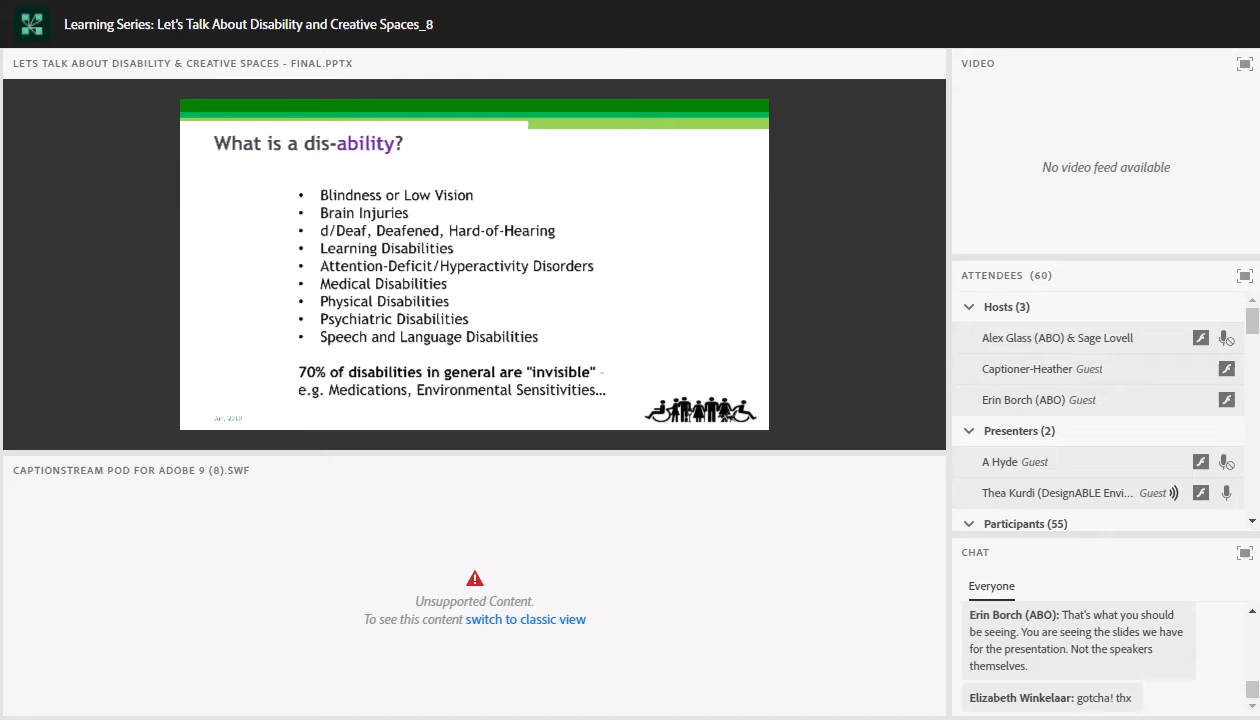 Learning Series: Let's Talk About Disability and Creative Spaces_8
LETS TALK ABOUT DISABILITY & CREATIVE SPACES - FINAL.PPTX
What is a dis-ability?
• Blindness or Low Vision
• Brain Injuries
• d/Deaf, Deafened, Hard-of-Hearing
• Learning Disabilities
• Attention-Deficit/Hyperactivity Disorders
• Medical Disabilities
• Physical Disabilities
• Psychiatric Disabilities
• Speech and Language Disabilities
70% of disabilities in general are "invisible" -
e.g. Medications, Environmental Sensitivities...
Jan, 2019
CAPTIONSTREAM POD FOR ADOBE 9 (8).SWF
Unsupported Content.
To see this content switch to classic view
VIDEO
No video feed available
ATTENDEES (60)
Hosts (3)
Alex Glass (ABO) & Sage Lovell
Captioner-Heather Guest
Erin Borch (ABO) Guest
Presenters (2)
A Hyde Guest
Thea Kurdi (DesignABLE Envi... Guest
Participants (55)
CHAT
Everyone
Erin Borch (ABO): That's what you should
be seeing. You are seeing the slides we have
for the presentation. Not the speakers
themselves.
Elizabeth Winkelaar: gotcha! thx